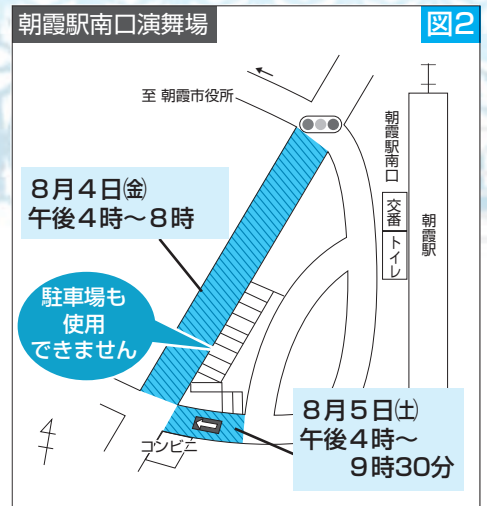 朝霞駅南口演舞場
図2
至 朝霞市役所
8月4日㈮
午後4時〜8時
駐車場も
使用
できません
朝霞駅南口
交番
トイレ
朝霞駅
8月5日㈯
午後4時〜
9時30分
コンビニ